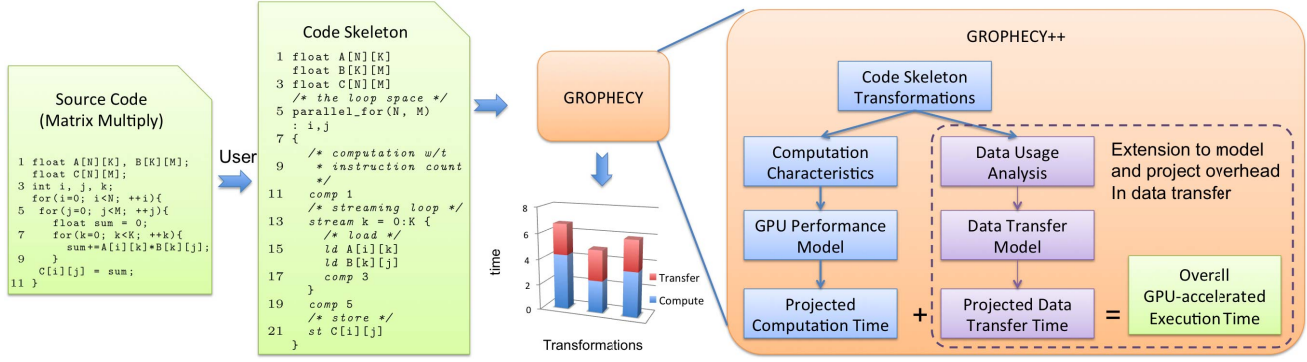 Source Code
(Matrix Multiply)
1 float A[N][K], B[K][M];
float C[N][M];
3 int i, j, k;
for(i=0; i<N; ++i){
5 for(j=0; j<M; ++j){
float sum = 0;
7 for(k=0; k<K; ++k){
sum+=A[i][k]*B[k][j];
9 }
C[i][j] = sum;
11 }
User
Code Skeleton
1 float A[N][K]
float B[K][M]
3 float C[N][M]
/* the loop space */
5 parallel_for(N, M)
: i,j
7 {
/* computation w/t
9 * instruction count
*/
11 comp 1
/* streaming loop */
13 stream k = 0:K {
/* load */
15 ld A[i][k]
ld B[k][j]
17 comp 3
}
19 comp 5
/* store */
21 st C[i][j]
}
GROPHECY
time
8
6
4
2
0
Transfer
Compute
Transformations
GROPHECY++
Code Skeleton
Transformations
Computation
Characteristics
GPU Performance
Model
Projected
Computation Time
+
Data Usage
Analysis
Data Transfer
Model
Projected Data
Transfer Time
Extension to model
and project overhead
In data transfer
=
Overall
GPU-accelerated
Execution Time